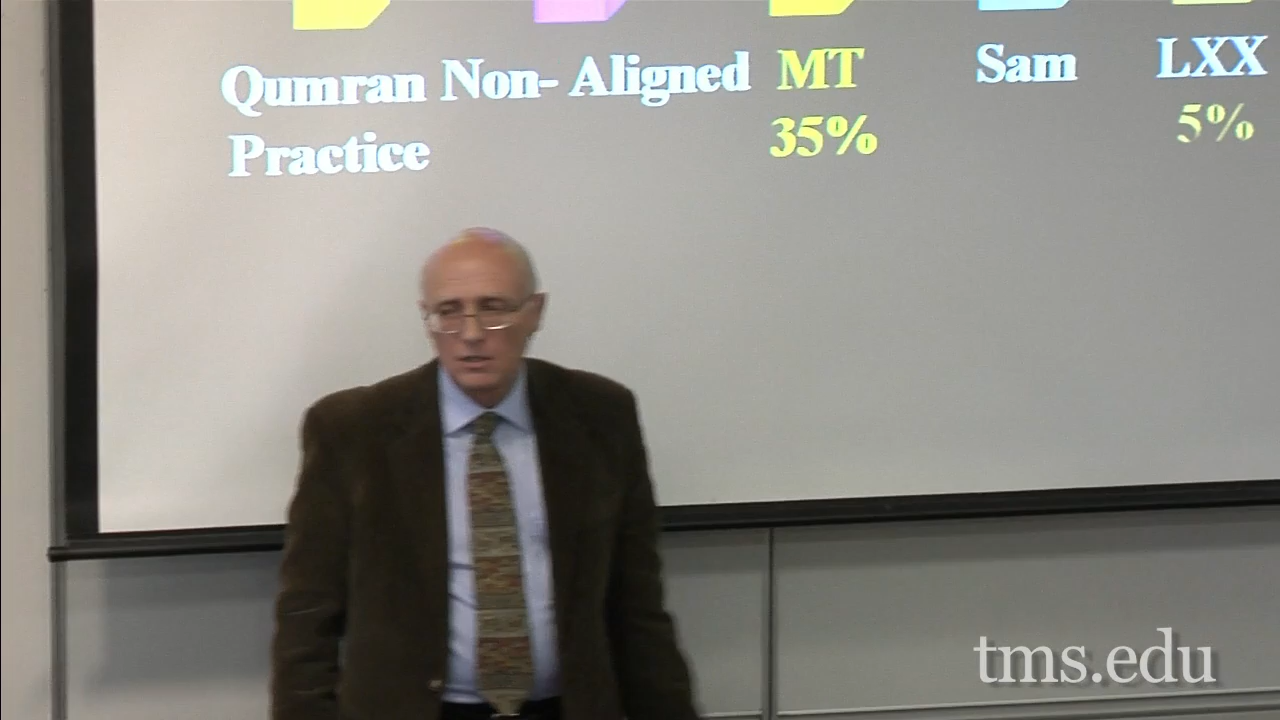 Qumran Non- Aligned MT Sam LXX
Practice 35% 5%
tms.edu